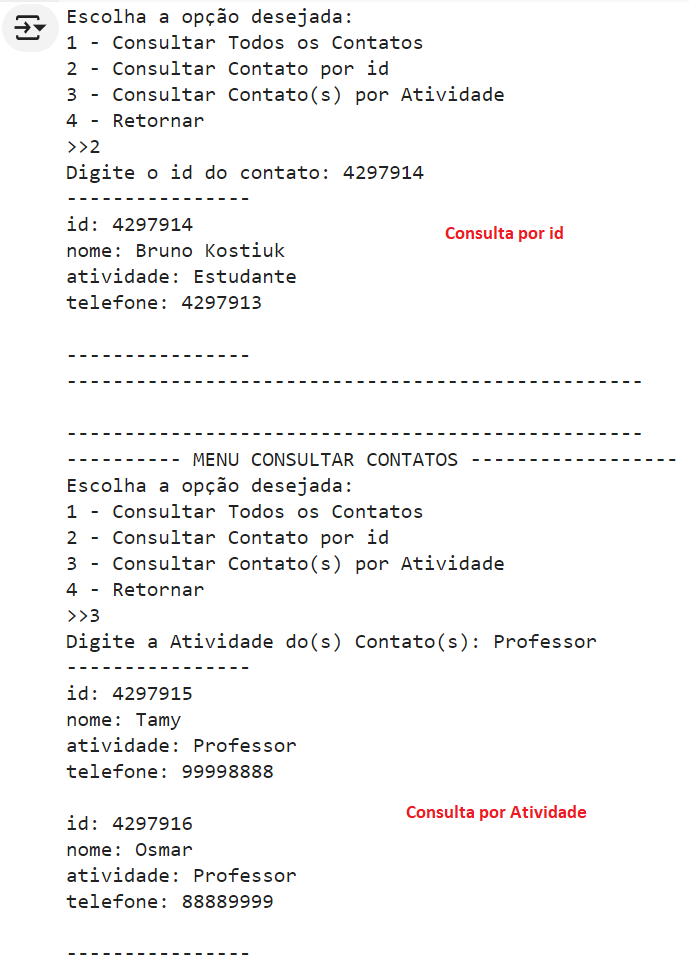 Escolha a opção desejada:
1 - Consultar Todos os Contatos
2 - Consultar Contato por id
3 - Consultar Contato(s) por Atividade
4 - Retornar
>>2
Digite o id do contato: 4297914
----------------
id: 4297914
Consulta por id
nome: Bruno Kostiuk
atividade: Estudante
telefone: 4297913
----------------
--------------------------------------------------
--------------------------------------------------
---------- MENU CONSULTAR CONTATOS ------------------
Escolha a opção desejada:
1 - Consultar Todos os Contatos
2 - Consultar Contato por id
3 - Consultar Contato(s) por Atividade
4 - Retornar
>>3
Digite a Atividade do(s) Contato(s): Professor
----------------
id: 4297915
nome: Tamy
atividade: Professor
telefone: 99998888
Consulta por Atividade
id: 4297916
nome: Osmar
atividade: Professor
telefone: 88889999
----------------